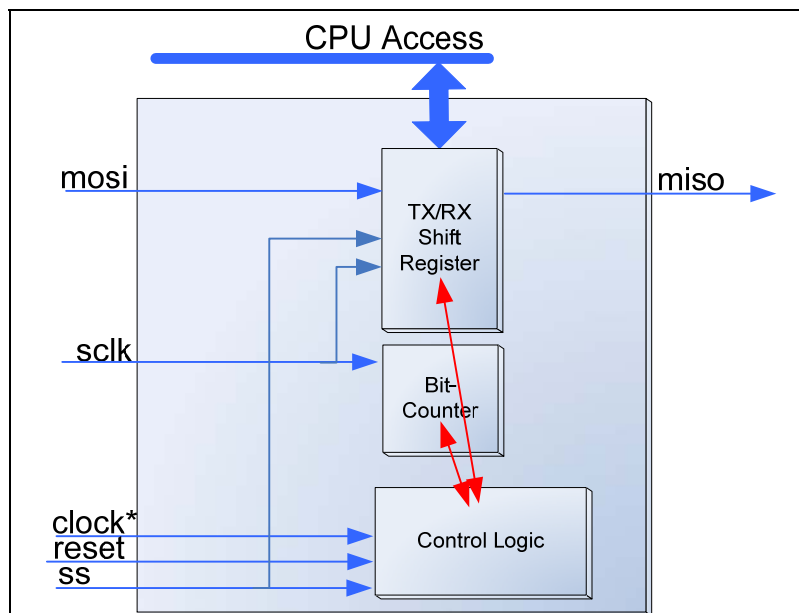 CPU Access
mosi
TX/RX
Shift
Register
miso
sclk
Bit-
Counter
clock*
reset
ss
Control Logic